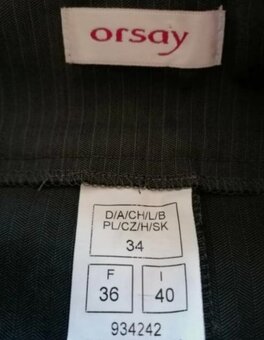 orsay
D/A/CH/L/B
PL/CZ/H/SK
34
F I
36 40
934242